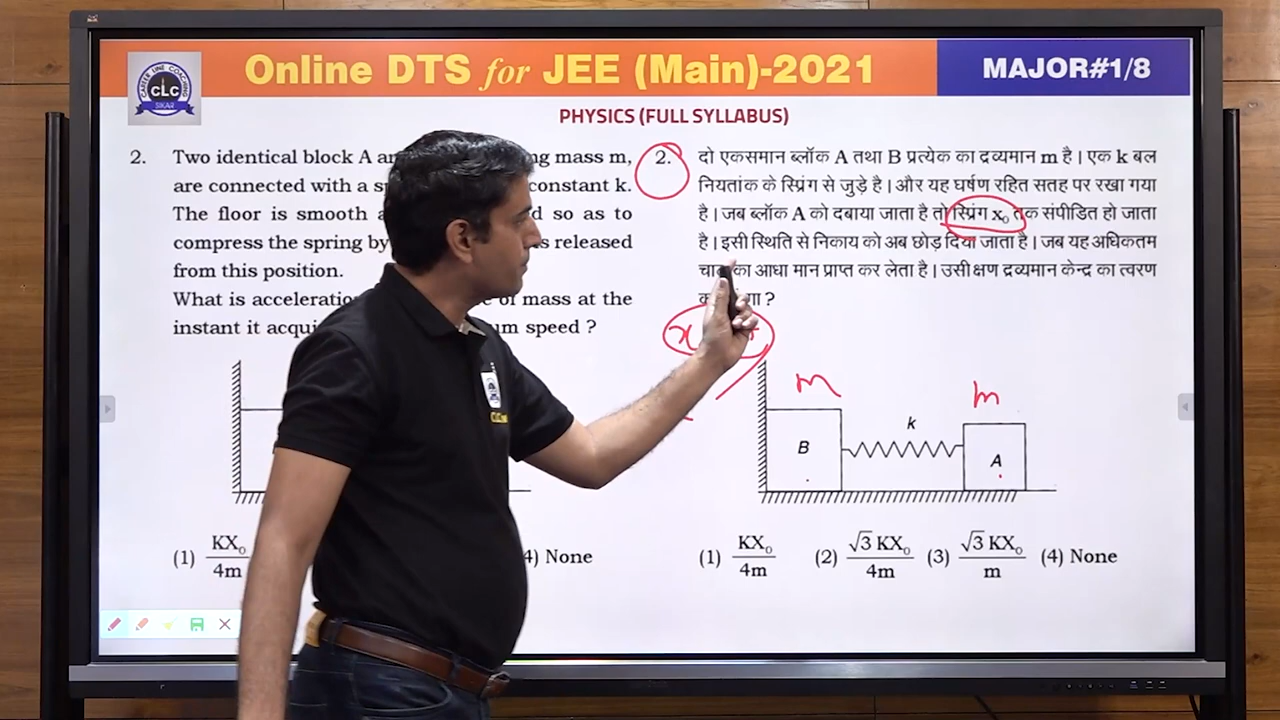 Online DTS for JEE (Main)-2021
MAJOR#1/8
CAREER LINE COACHING
CLC
SIKAR
PHYSICS (FULL SYLLABUS)
2. Two identical block A mass m,
are connected with a constant k.
The floor is smooth so as to
compress the spring by released
from this position.
What is of mass at the
instant it speed ?
(1) KX₀/4m
4) None
2. दो एकसमान ब्लॉक A तथा B प्रत्येक का द्रव्यमान m है। एक k बल
नियतांक के स्प्रिंग से जुड़े है। और यह घर्षण रहित सतह पर रखा गया
है। जब ब्लॉक A को दबाया जाता है तो स्प्रिंग x₀ तक संपीडित हो जाता
है। इसी स्थिति से निकाय को अब छोड़ दिया जाता है। जब यह अधिकतम
का आधा मान प्राप्त कर लेता है। उसी क्षण द्रव्यमान केन्द्र का त्वरण
?
x
m
m
k
B
A
(1) KX₀/4m (2) √3 KX₀/4m (3) √3 KX₀/m (4) None